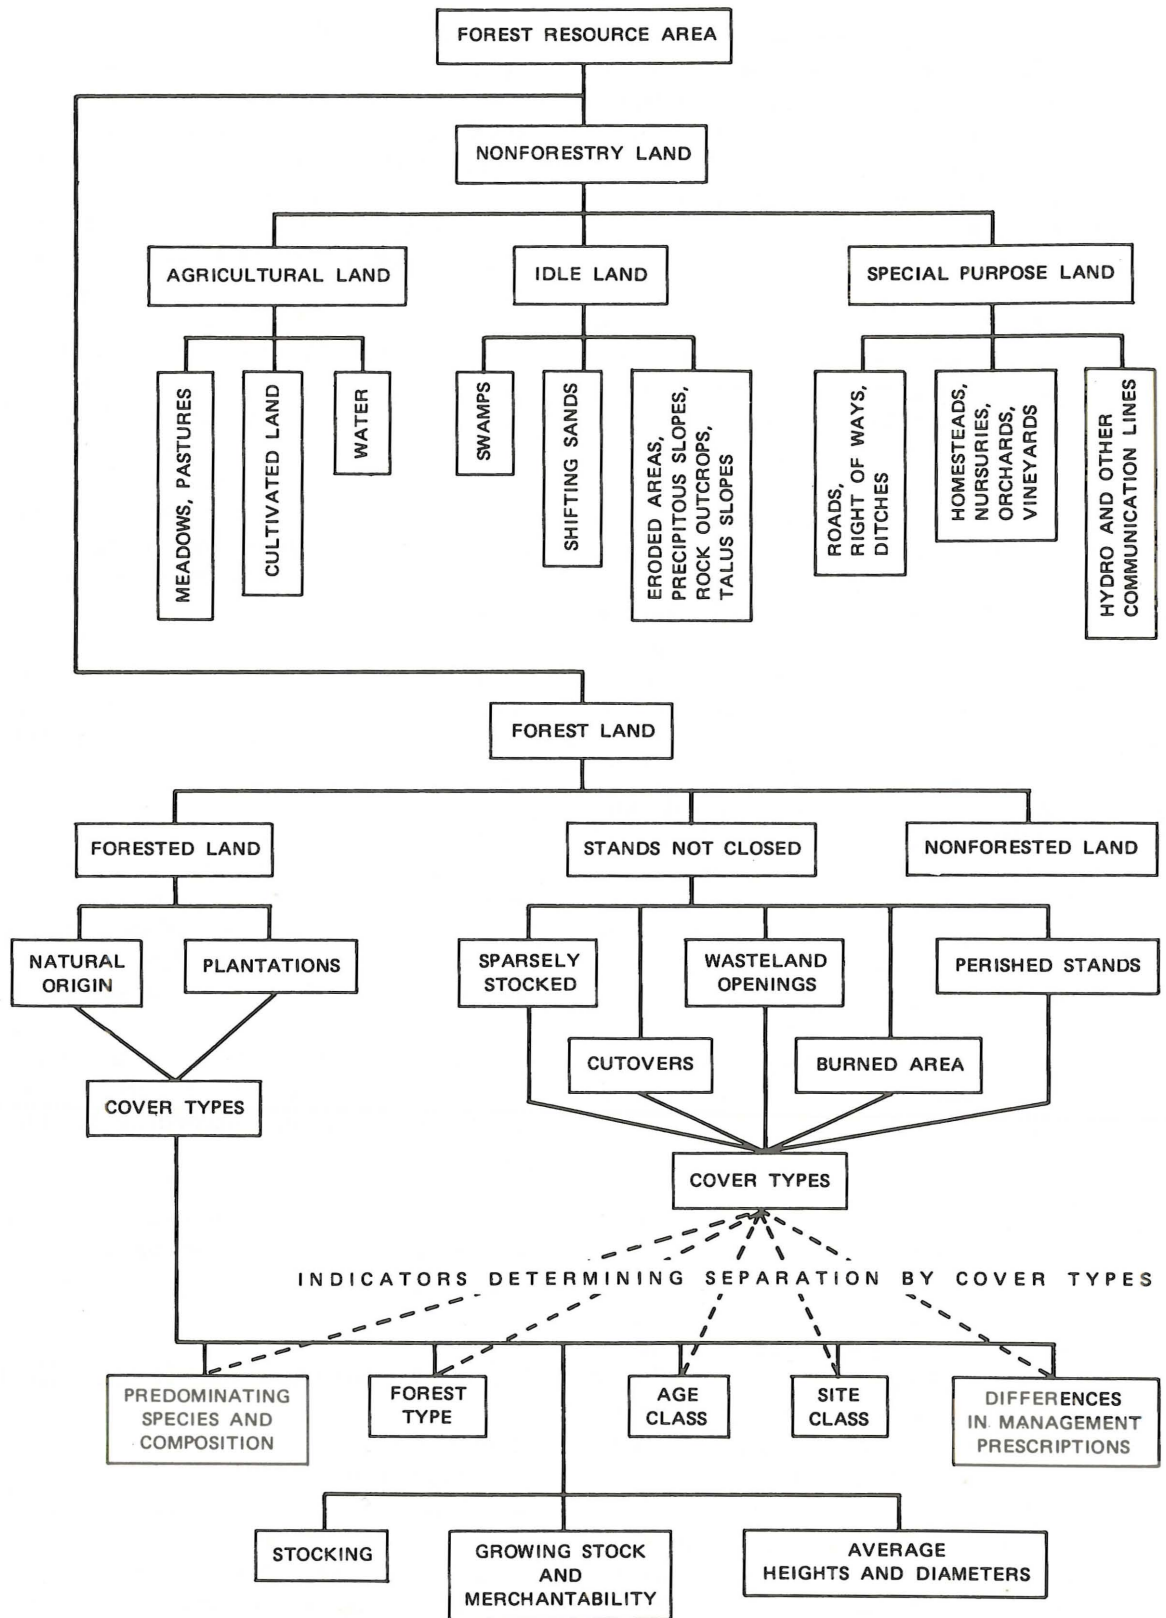 FOREST RESOURCE AREA
NONFORESTRY LAND
AGRICULTURAL LAND
IDLE LAND
SPECIAL PURPOSE LAND
MEADOWS, PASTURES
CULTIVATED LAND
WATER
SWAMPS
SHIFTING SANDS
ERODED AREAS,
PRECIPITOUS SLOPES,
ROCK OUTCROPS,
TALUS SLOPES
ROADS,
RIGHT OF WAYS,
DITCHES
HOMESTEADS,
NURSURIES,
ORCHARDS,
VINEYARDS
HYDRO AND OTHER
COMMUNICATION LINES
FOREST LAND
FORESTED LAND
STANDS NOT CLOSED
NONFORESTED LAND
NATURAL
ORIGIN
PLANTATIONS
SPARSELY
STOCKED
WASTELAND
OPENINGS
PERISHED STANDS
CUTOVERS
BURNED AREA
COVER TYPES
COVER TYPES
INDICATORS DETERMINING SEPARATION BY COVER TYPES
PREDOMINATING
SPECIES AND
COMPOSITION
FOREST
TYPE
AGE
CLASS
SITE
CLASS
DIFFERENCES
IN MANAGEMENT
PRESCRIPTIONS
STOCKING
GROWING STOCK
AND
MERCHANTABILITY
AVERAGE
HEIGHTS AND DIAMETERS